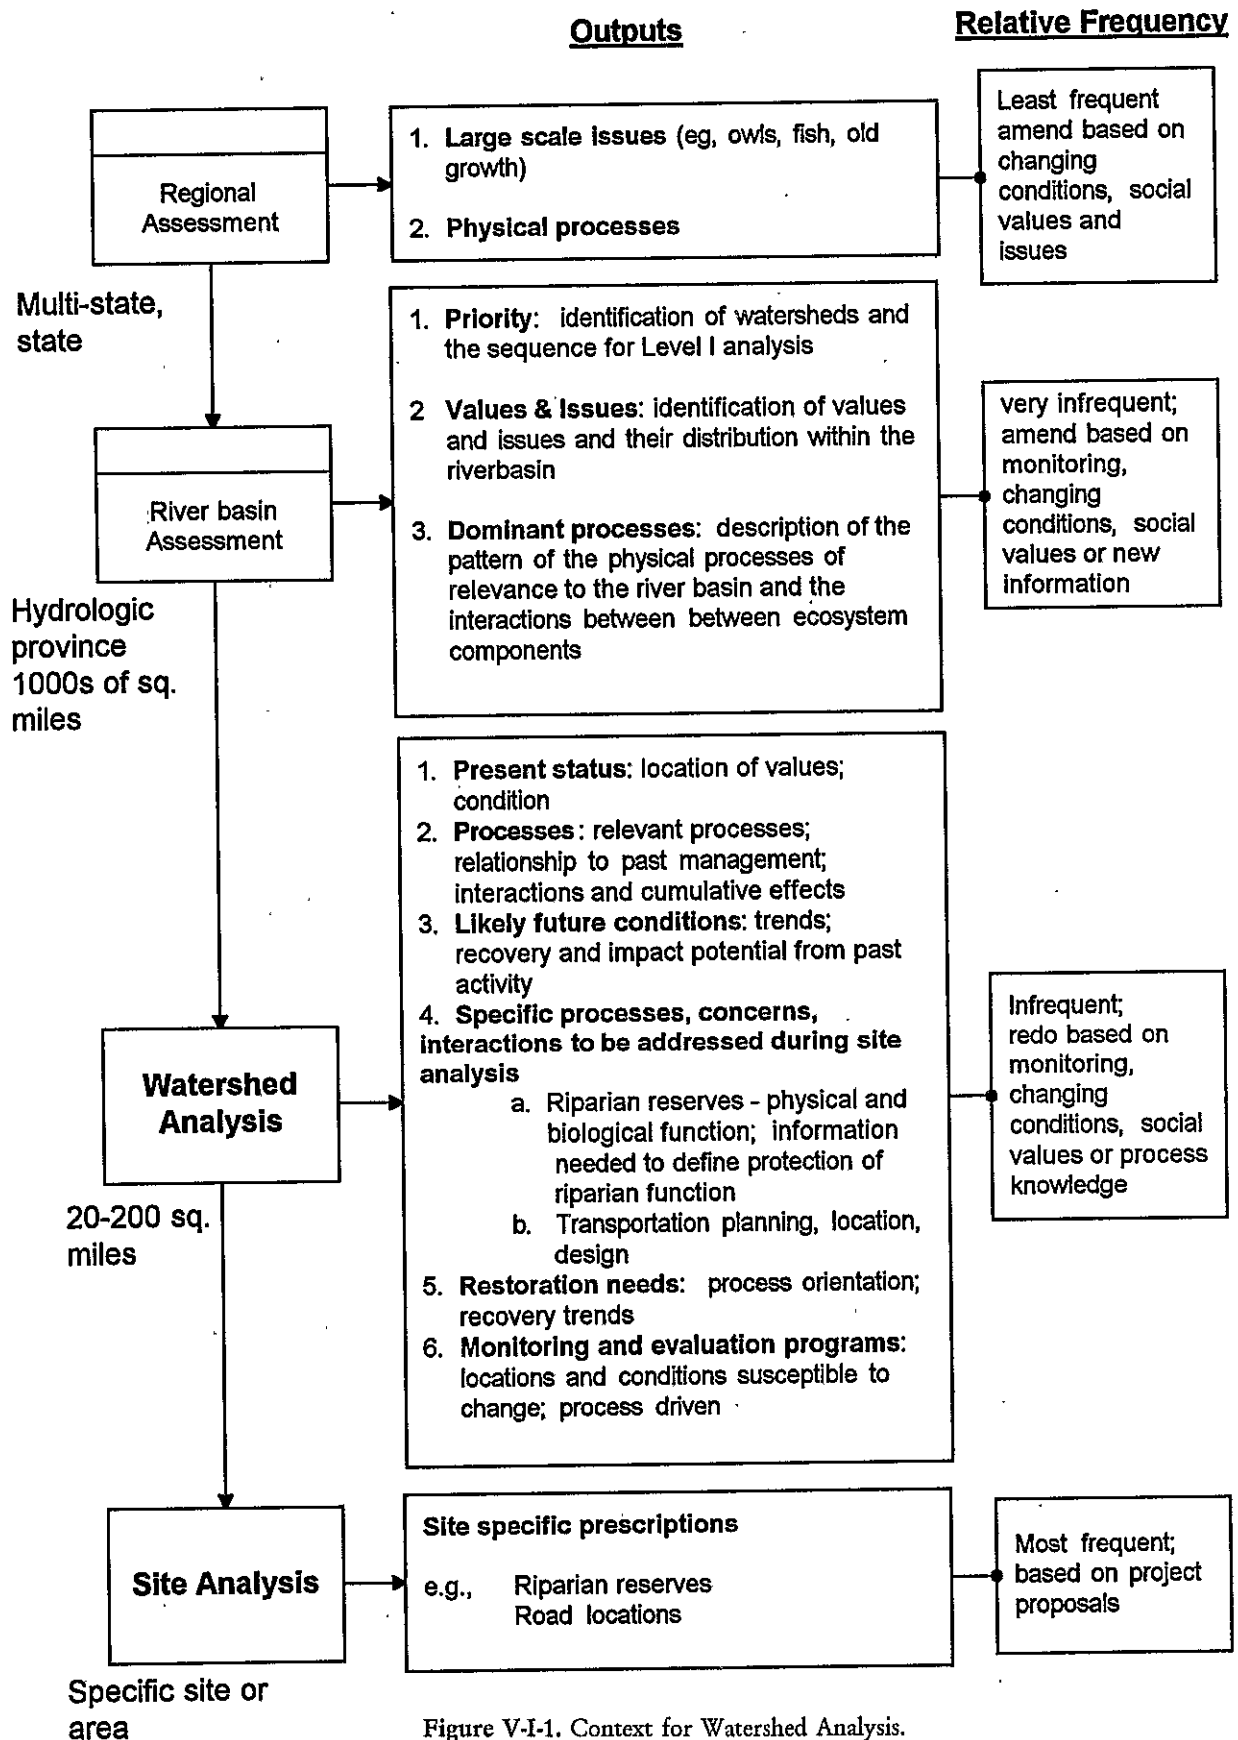 Outputs
Relative Frequency
Regional
Assessment
1. Large scale issues (eg, owls, fish, old
growth)
2. Physical processes
Least frequent
amend based on
changing
conditions, social
values and
issues
Multi-state,
state
River basin
Assessment
1. Priority: identification of watersheds and
the sequence for Level I analysis
2 Values & Issues: identification of values
and issues and their distribution within the
riverbasin
3. Dominant processes: description of the
pattern of the physical processes of
relevance to the river basin and the
interactions between between ecosystem
components
very infrequent;
amend based on
monitoring,
changing
conditions, social
values or new
information
Hydrologic
province
1000s of sq.
miles
Watershed
Analysis
1. Present status: location of values;
condition
2. Processes: relevant processes;
relationship to past management;
interactions and cumulative effects
3. Likely future conditions: trends;
recovery and impact potential from past
activity
4. Specific processes, concerns,
interactions to be addressed during site
analysis
a. Riparian reserves - physical and
biological function; information
needed to define protection of
riparian function
b. Transportation planning, location,
design
5. Restoration needs: process orientation;
recovery trends
6. Monitoring and evaluation programs:
locations and conditions susceptible to
change; process driven
Infrequent;
redo based on
monitoring,
changing
conditions, social
values or process
knowledge
20-200 sq.
miles
Site Analysis
Site specific prescriptions
e.g., Riparian reserves
Road locations
Most frequent;
based on project
proposals
Specific site or
area
Figure V-I-1. Context for Watershed Analysis.